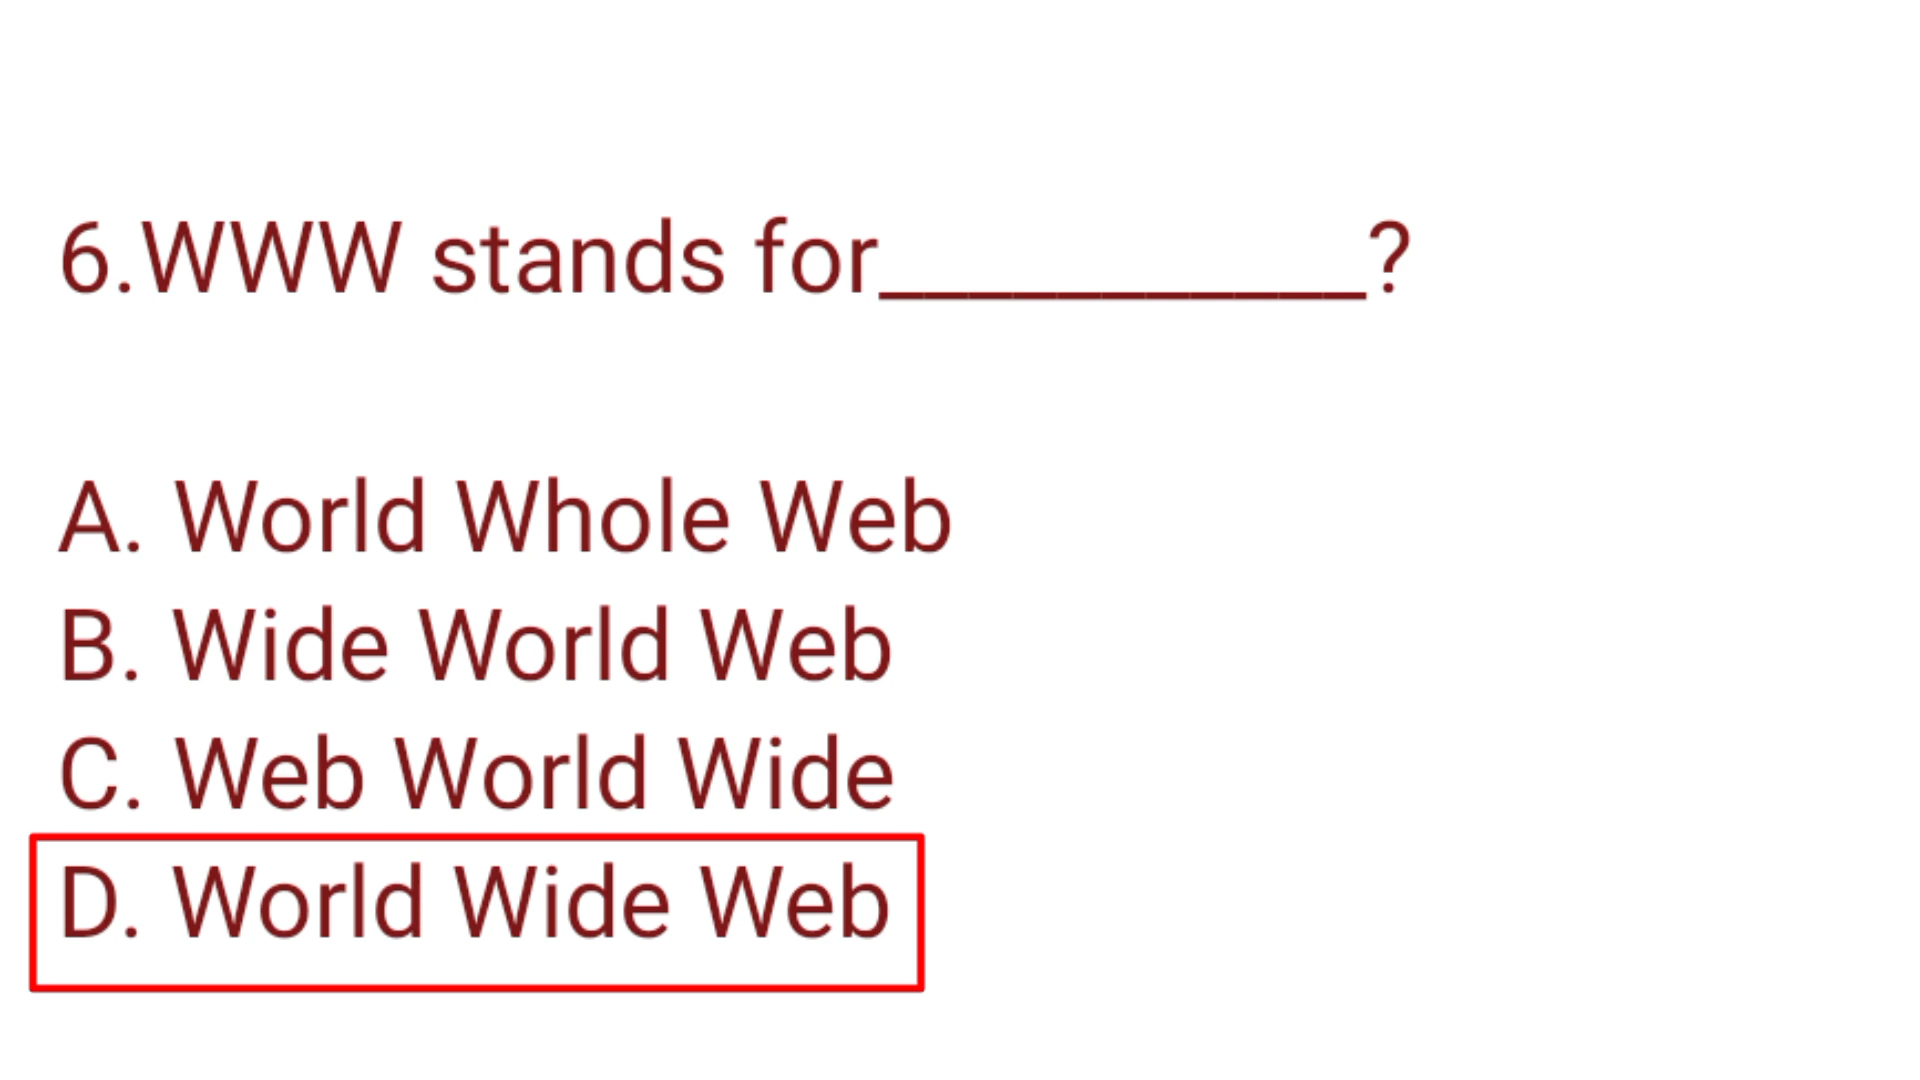 6.WWW stands for___________?
A. World Whole Web
B. Wide World Web
C. Web World Wide
D. World Wide Web